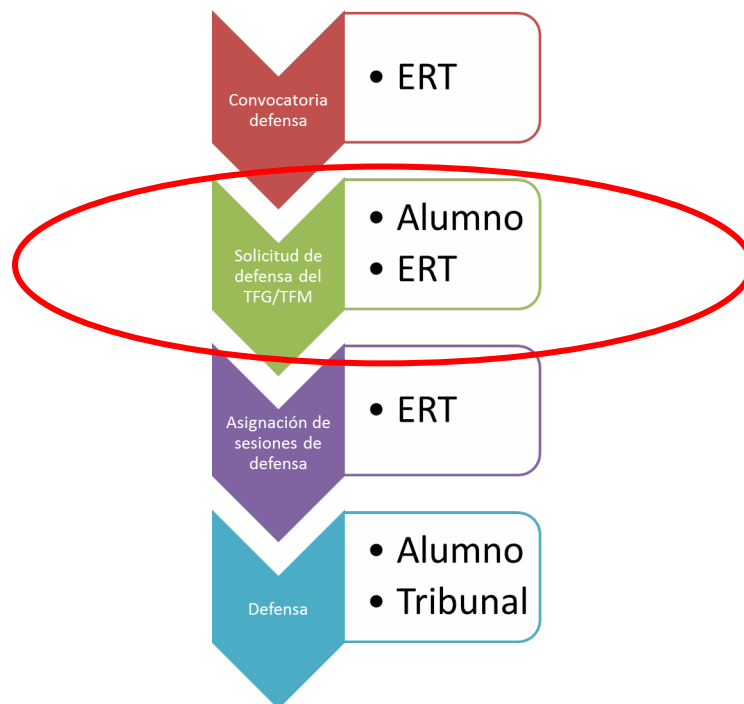 Convocatoria
defensa
• ERT
Solicitud de
defensa del
TFG/TFM
• Alumno
• ERT
Asignación de
sesiones de
defensa
• ERT
Defensa
• Alumno
• Tribunal